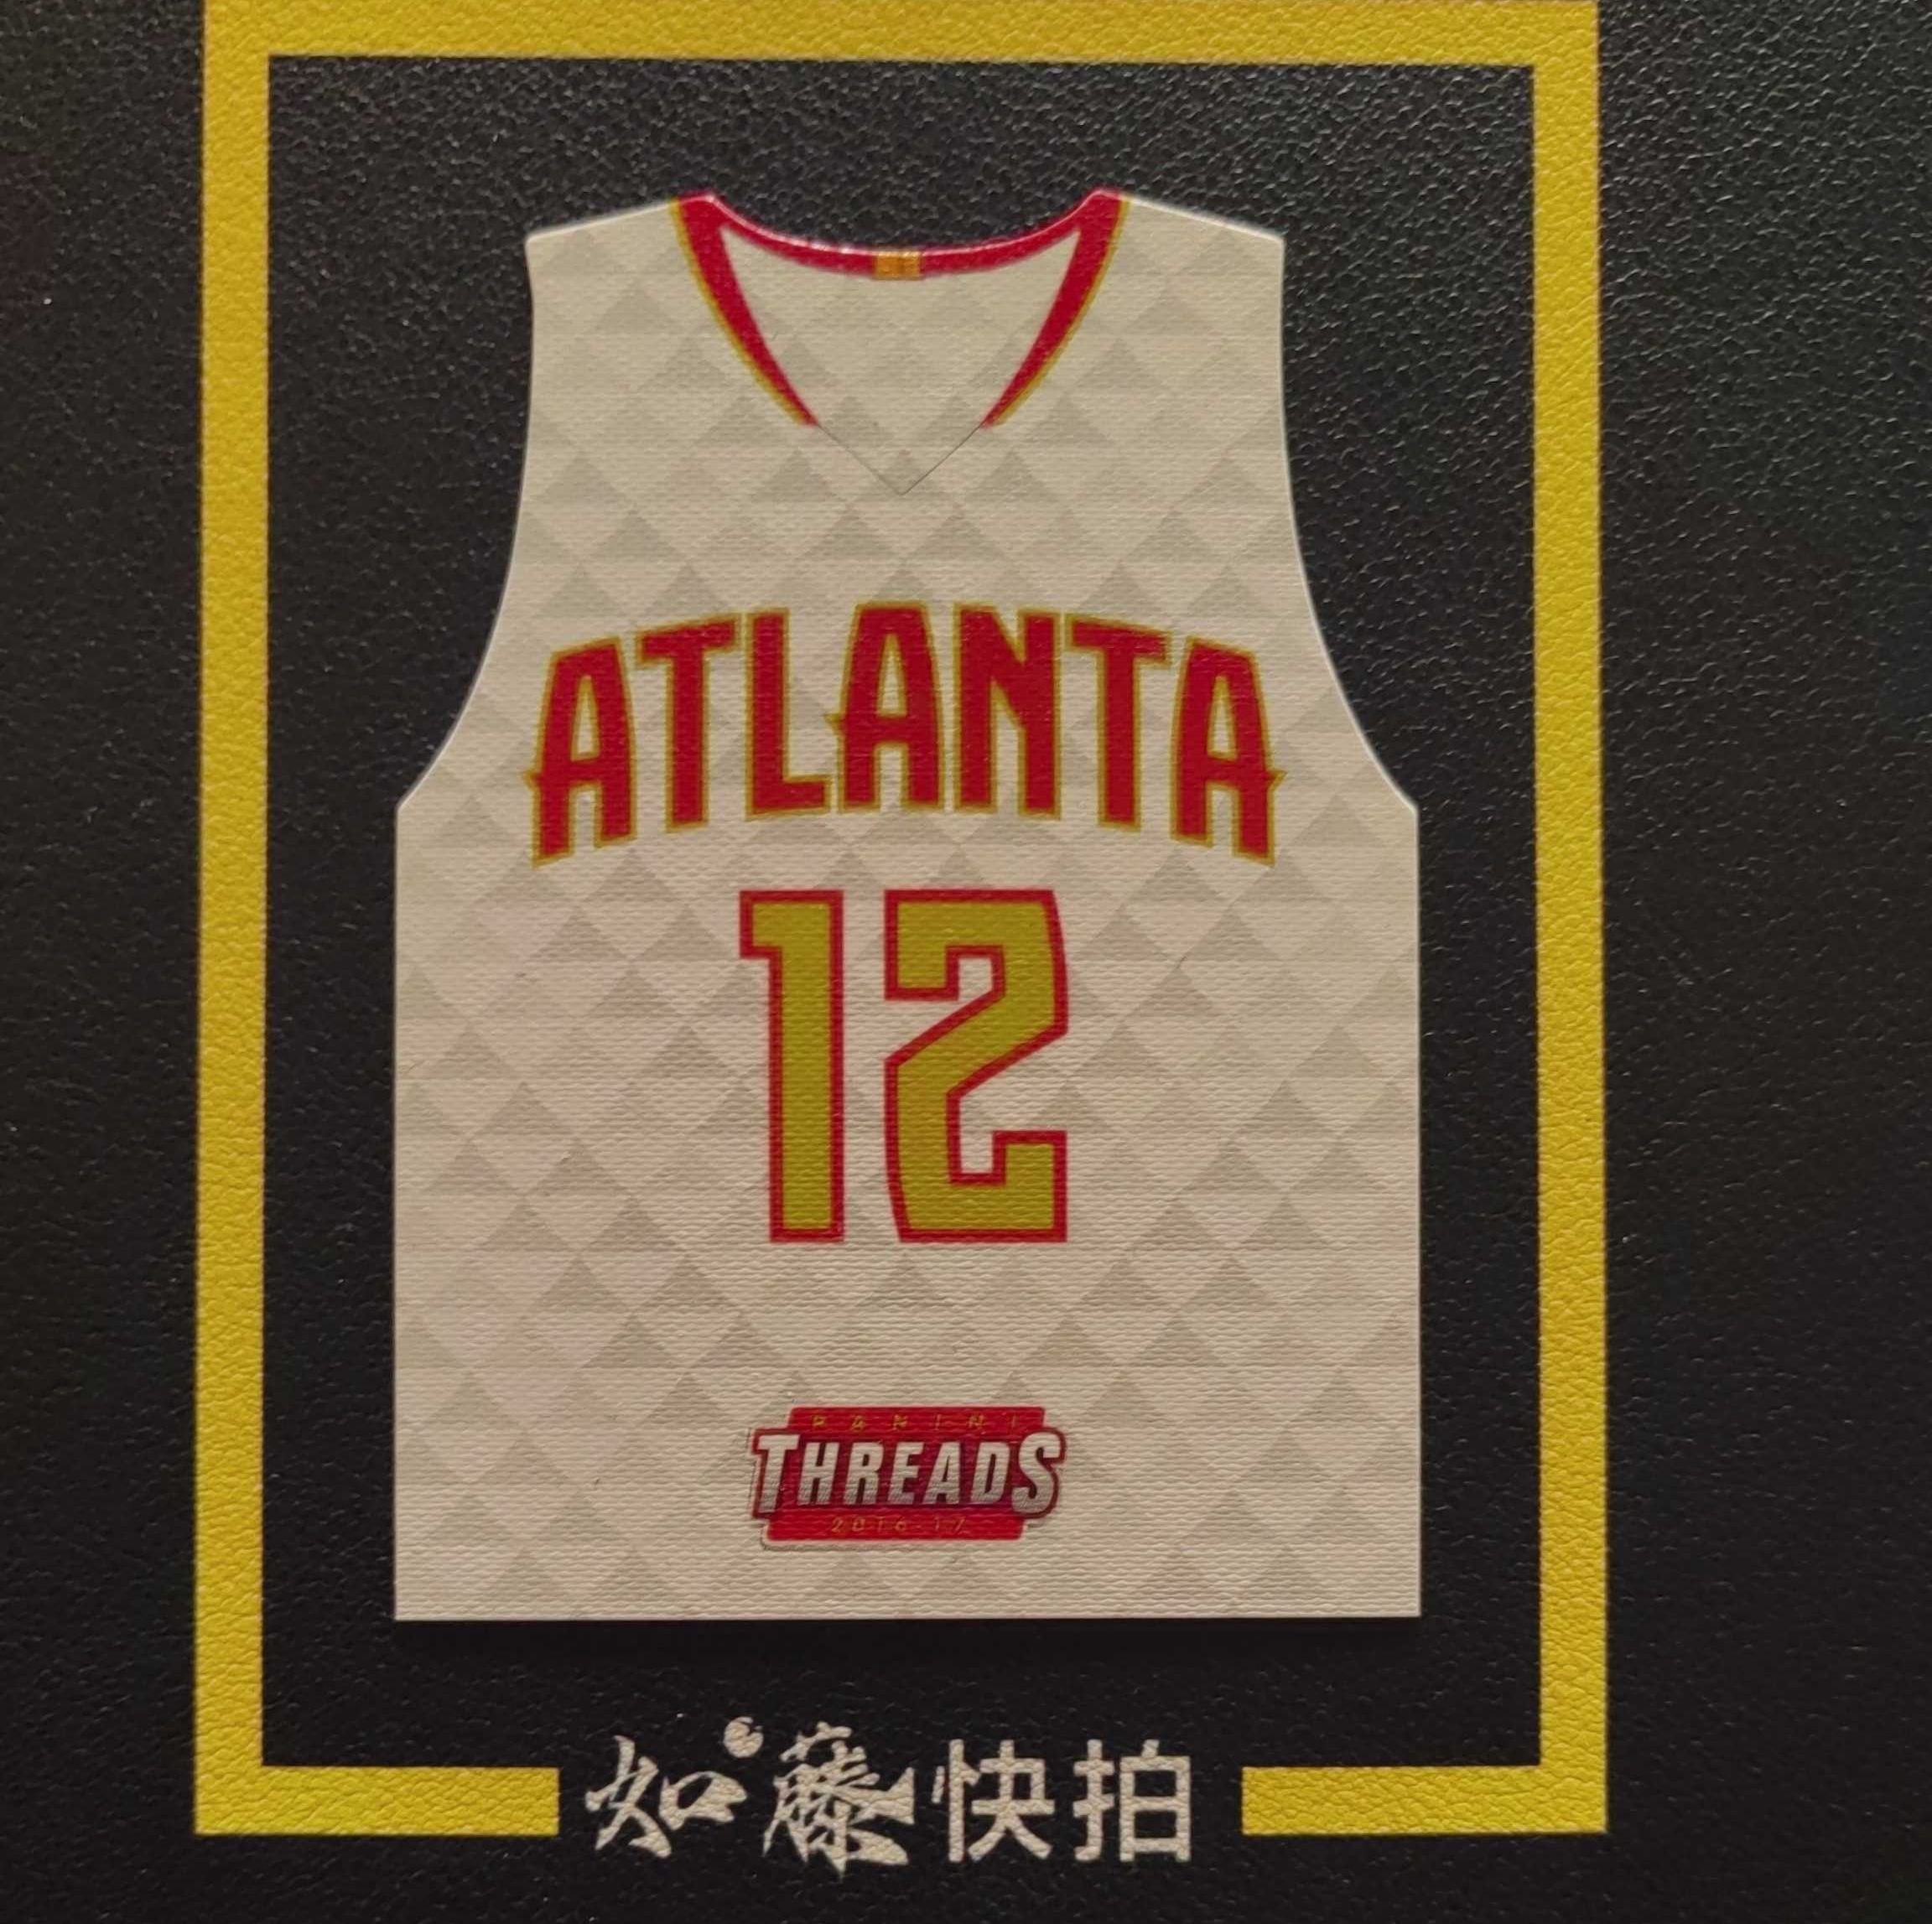 ATLANTA
12
PANINI
THREADS
2016-17
如藤快拍